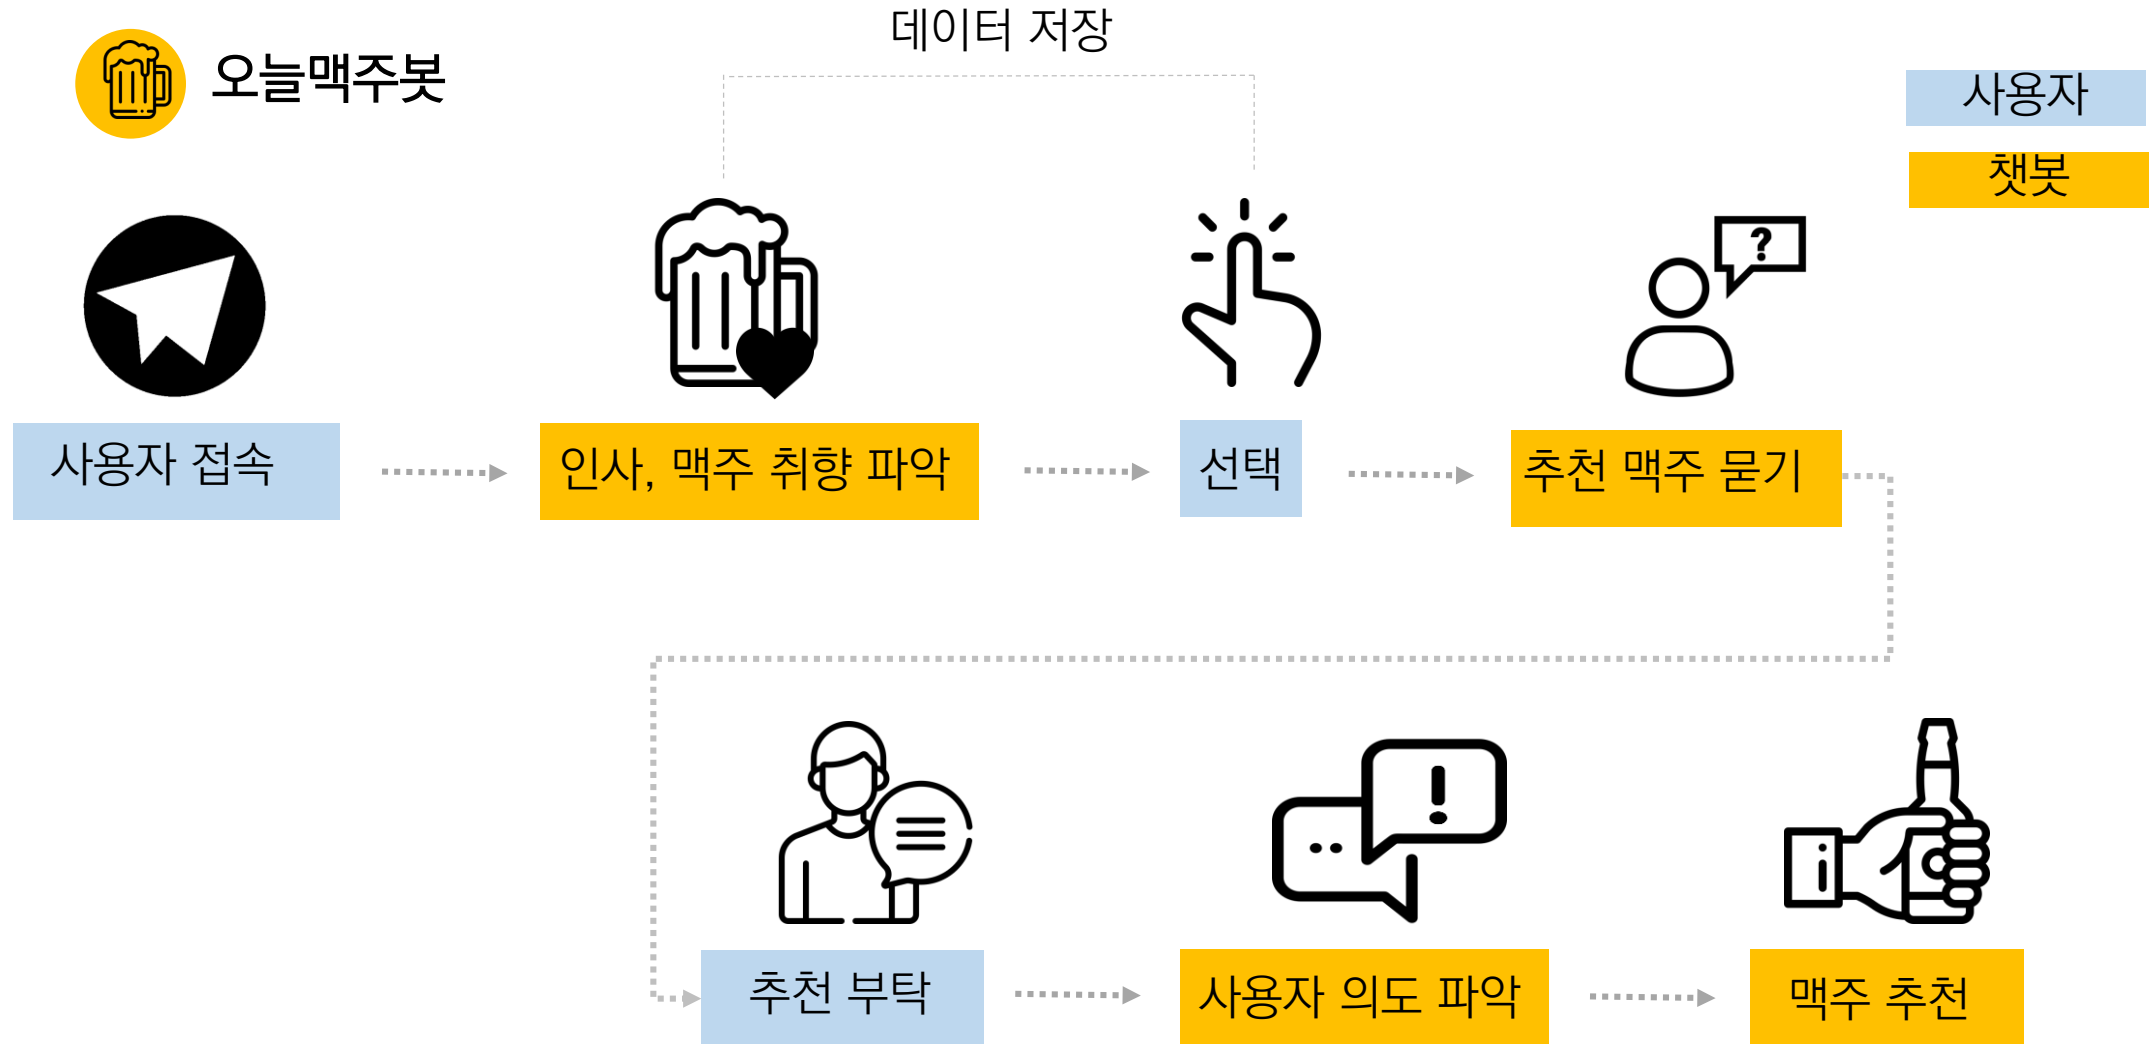 데이터 저장
오늘맥주봇
사용자
챗봇
?
사용자 접속
인사, 맥주 취향 파악
선택
추천 맥주 묻기
!
추천 부탁
사용자 의도 파악
맥주 추천